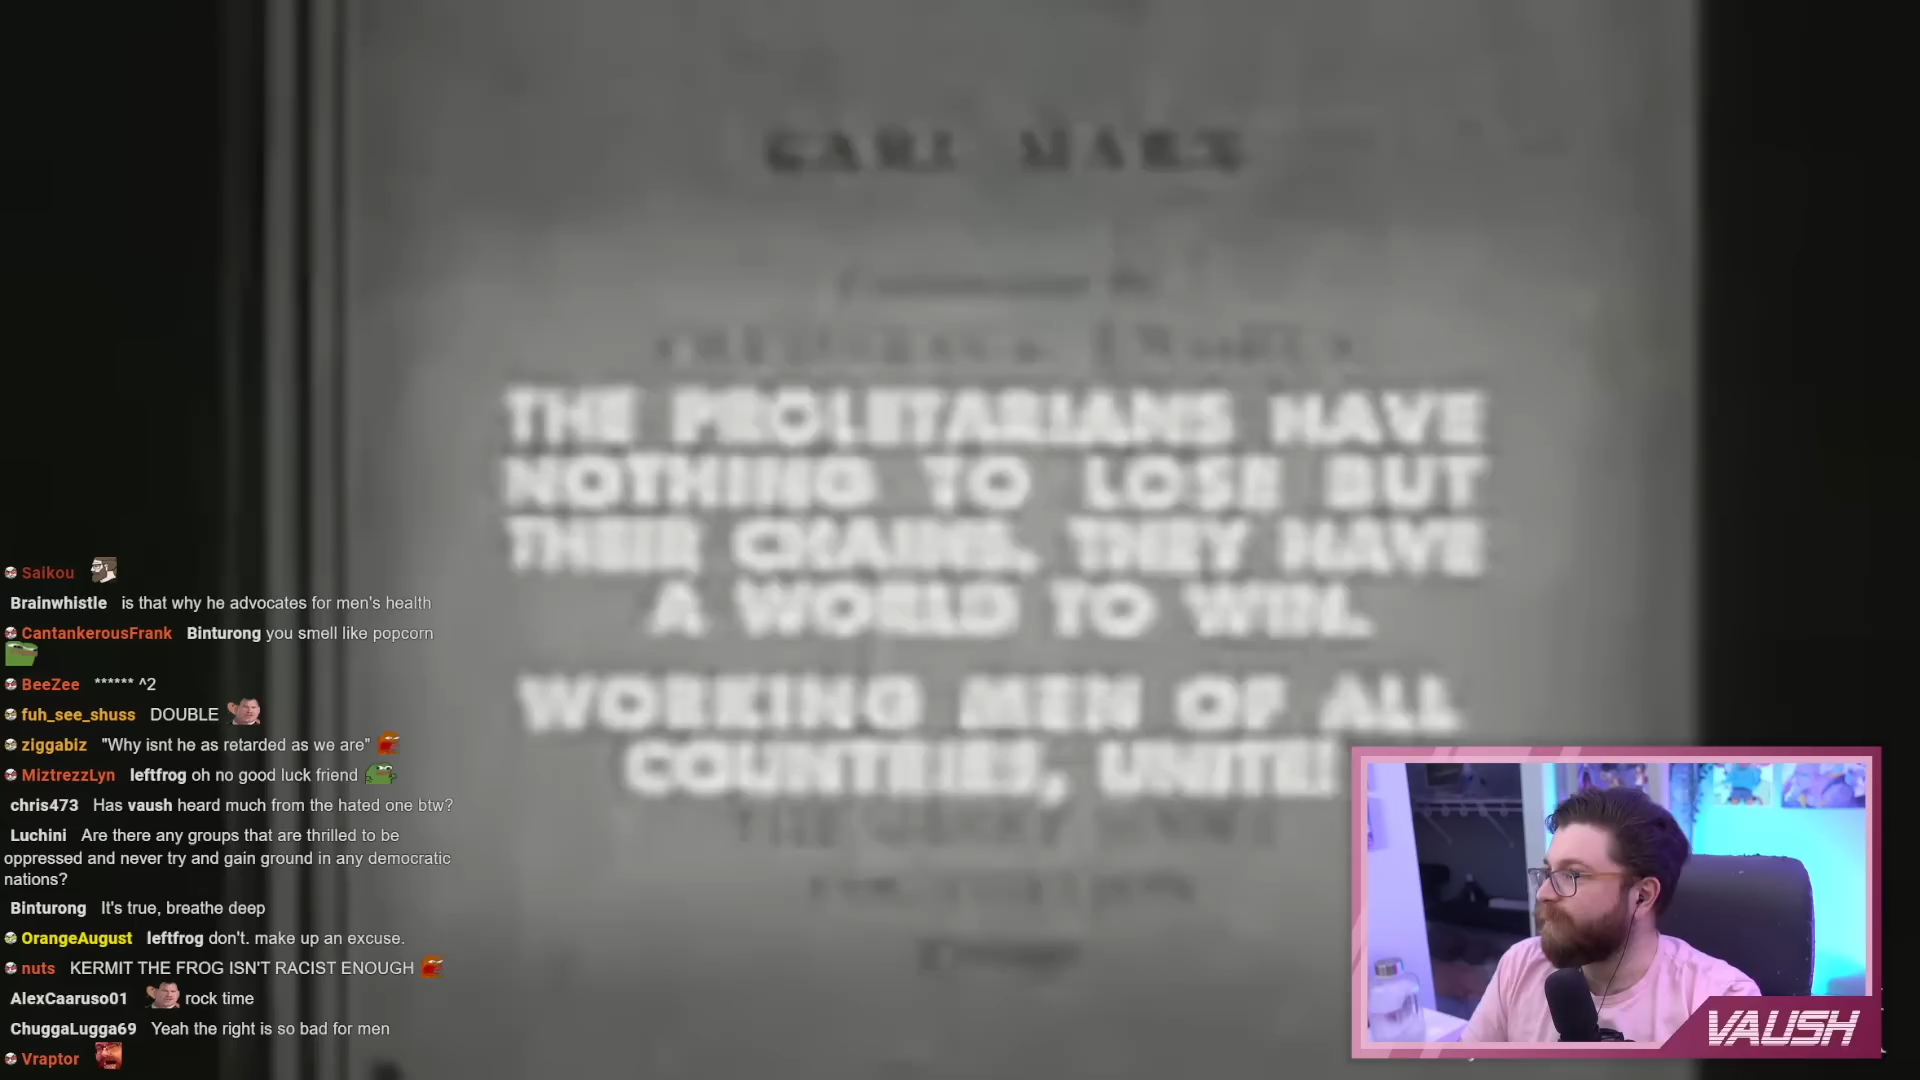 KARL MARX
THE PROLETARIANS HAVE
NOTHING TO LOSE BUT
THEIR CHAINS. THEY HAVE
A WORLD TO WIN.
WORKING MEN OF ALL
COUNTRIES, UNITE!
Saikou
Brainwhistle is that why he advocates for men's health
CantankerousFrank Binturong you smell like popcorn
BeeZee ****** ^2
fuh_see_shuss DOUBLE
ziggabiz "Why isnt he as retarded as we are"
MiztrezzLyn leftfrog oh no good luck friend
chris473 Has vaush heard much from the hated one btw?
Luchini Are there any groups that are thrilled to be
oppressed and never try and gain ground in any democratic
nations?
Binturong It's true, breathe deep
OrangeAugust leftfrog don't. make up an excuse.
nuts KERMIT THE FROG ISN'T RACIST ENOUGH
AlexCaaruso01 rock time
ChuggaLugga69 Yeah the right is so bad for men
Vraptor
VAUSH